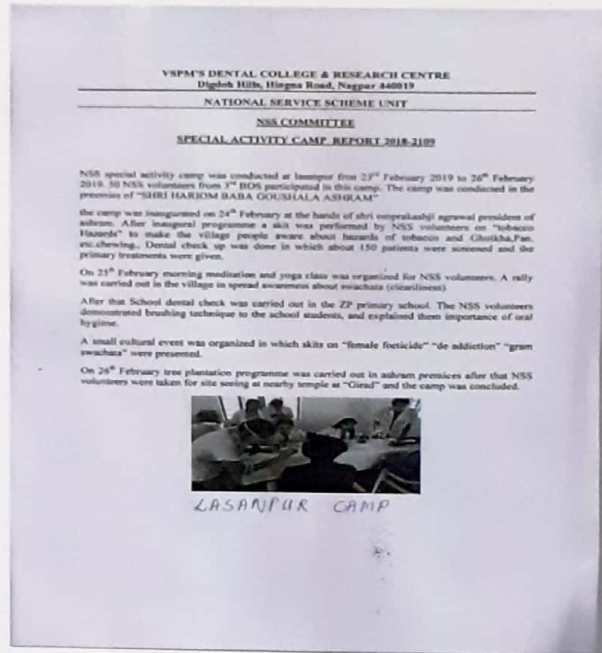 VSPM'S DENTAL COLLEGE & RESEARCH CENTRE
Digdoh Hills, Hingna Road, Nagpur 440019
NATIONAL SERVICE SCHEME UNIT
NSS COMMITTEE
SPECIAL ACTIVITY CAMP REPORT 2018-2109
NSS special activity camp was conducted at lasanpur from 23rd February 2019 to 26th February
2019. 50 NSS volunteers from 3rd BDS participated in this camp. The camp was conducted in the
premises of "SHRI HARIOM BABA GOUSHALA ASHRAM"
the camp was inaugurated on 24th February at the hands of shri omprakashji agrawal president of
ashram. After inaugural programme a skit was performed by NSS volunteers on "tobacco
Hazards" to make the village people aware about hazards of tobacco and Ghutkha,Pan.
etc.chewing,. Dental check up was done in which about 150 patients were screened and the
primary treatments were given.
On 25th February morning meditation and yoga class was organized for NSS volunteers. A rally
was carried out in the village to spread awareness about swachata (cleanliness)
After that School dental check was carried out in the ZP primary school. The NSS volunteers
demonstrated brushing technique to the school students, and explained them importance of oral
hygiene.
A small cultural event was organized in which skits on "female foeticide" "de addiction" "gram
swachata" were presented.
On 26th February tree plantation programme was carried out in ashram premices after that NSS
volunteers were taken for site seeing at nearby temple at "Girad" and the camp was concluded.
LASANPUR CAMP